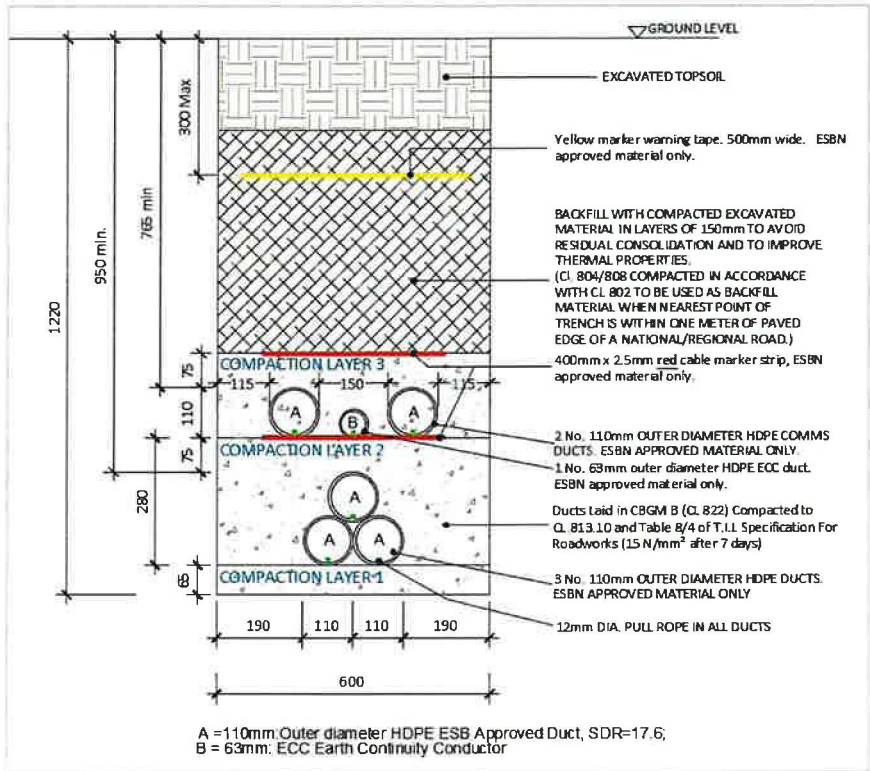 GROUND LEVEL
EXCAVATED TOPSOIL
Yellow marker warning tape. 500mm wide. ESBN
approved material only.
BACKFILL WITH COMPACTED EXCAVATED
MATERIAL IN LAYERS OF 150mm TO AVOID
RESIDUAL CONSOLIDATION AND TO IMPROVE
THERMAL PROPERTIES.
(CL 804/808 COMPACTED IN ACCORDANCE
WITH CL 802 TO BE USED AS BACKFILL
MATERIAL WHEN NEAREST POINT OF
TRENCH IS WITHIN ONE METER OF PAVED
EDGE OF A NATIONAL/REGIONAL ROAD.)
400mm x 2.5mm red cable marker strip, ESBN
approved material only.
2 No. 110mm OUTER DIAMETER HDPE COMMS
DUCTS. ESBN APPROVED MATERIAL ONLY.
1 No. 63mm outer diameter HDPE ECC duct.
ESBN approved material only.
Ducts Laid in CBGM B (CL 822) Compacted to
CL 813.10 and Table 8/4 of T.I.I. Specification For
Roadworks (15 N/mm² after 7 days)
3 No. 110mm OUTER DIAMETER HDPE DUCTS.
ESBN APPROVED MATERIAL ONLY
12mm DIA. PULL ROPE IN ALL DUCTS
300 Max
765 min
950 min.
1220
COMPACTION LAYER 3
75
115 150 115
110
A B A
COMPACTION LAYER 2
75
280
A
A A
COMPACTION LAYER 1
65
190 110 110 190
600
A =110mm: Outer diameter HDPE ESB Approved Duct, SDR=17.6;
B = 63mm: ECC Earth Continuity Conductor